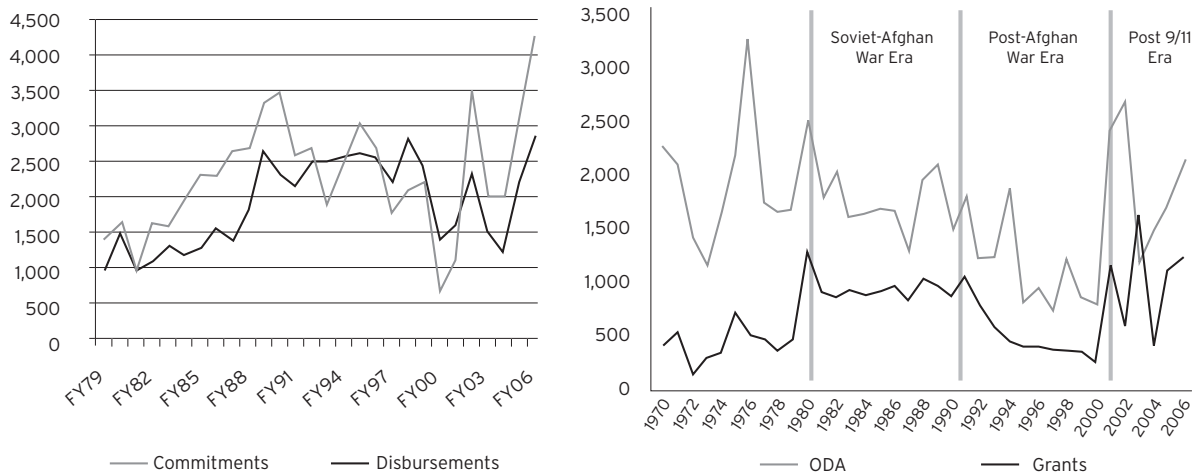 4,500
4,000
3,500
3,000
2,500
2,000
1,500
1,000
500
0
FY79
FY82
FY85
FY88
FY91
FY94
FY97
FY00
FY03
FY06
Commitments
Disbursements
3,500
3,000
2,500
2,000
1,500
1,000
500
0
Soviet-Afghan
War Era
Post-Afghan
War Era
Post 9/11
Era
1970
1972
1974
1976
1978
1980
1982
1984
1986
1988
1990
1992
1994
1996
1998
2000
2002
2004
2006
ODA
Grants